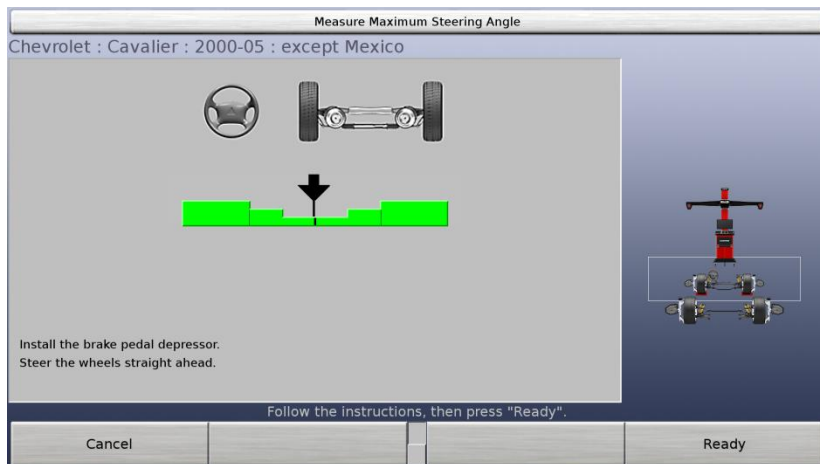 Measure Maximum Steering Angle
Chevrolet : Cavalier : 2000-05 : except Mexico
Install the brake pedal depressor.
Steer the wheels straight ahead.
Follow the instructions, then press "Ready".
Cancel
Ready